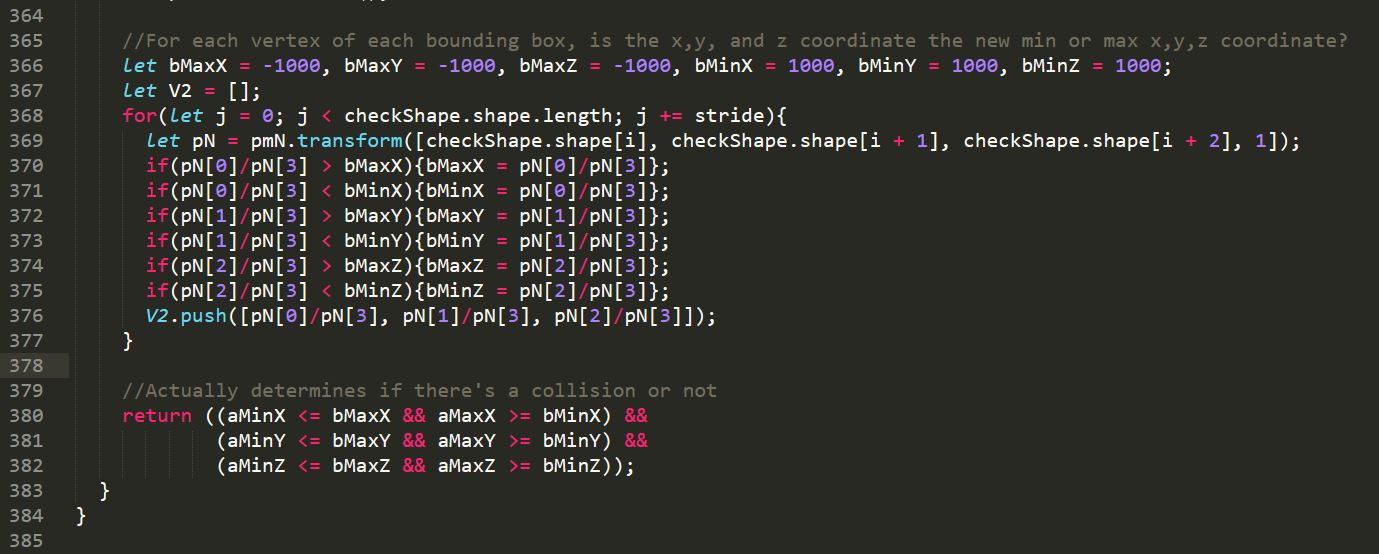 364
365 //For each vertex of each bounding box, is the x,y, and z coordinate the new min or max x,y,z coordinate?
366 let bMaxX = -1000, bMaxY = -1000, bMaxZ = -1000, bMinX = 1000, bMinY = 1000, bMinZ = 1000;
367 let V2 = [];
368 for(let j = 0; j < checkShape.shape.length; j += stride){
369 let pN = pmN.transform([checkShape.shape[i], checkShape.shape[i + 1], checkShape.shape[i + 2], 1]);
370 if(pN[0]/pN[3] > bMaxX){bMaxX = pN[0]/pN[3]};
371 if(pN[0]/pN[3] < bMinX){bMinX = pN[0]/pN[3]};
372 if(pN[1]/pN[3] > bMaxY){bMaxY = pN[1]/pN[3]};
373 if(pN[1]/pN[3] < bMinY){bMinY = pN[1]/pN[3]};
374 if(pN[2]/pN[3] > bMaxZ){bMaxZ = pN[2]/pN[3]};
375 if(pN[2]/pN[3] < bMinZ){bMinZ = pN[2]/pN[3]};
376 V2.push([pN[0]/pN[3], pN[1]/pN[3], pN[2]/pN[3]]);
377 }
378
379 //Actually determines if there's a collision or not
380 return ((aMinX <= bMaxX && aMaxX >= bMinX) &&
381 (aMinY <= bMaxY && aMaxY >= bMinY) &&
382 (aMinZ <= bMaxZ && aMaxZ >= bMinZ));
383 }
384 }
385